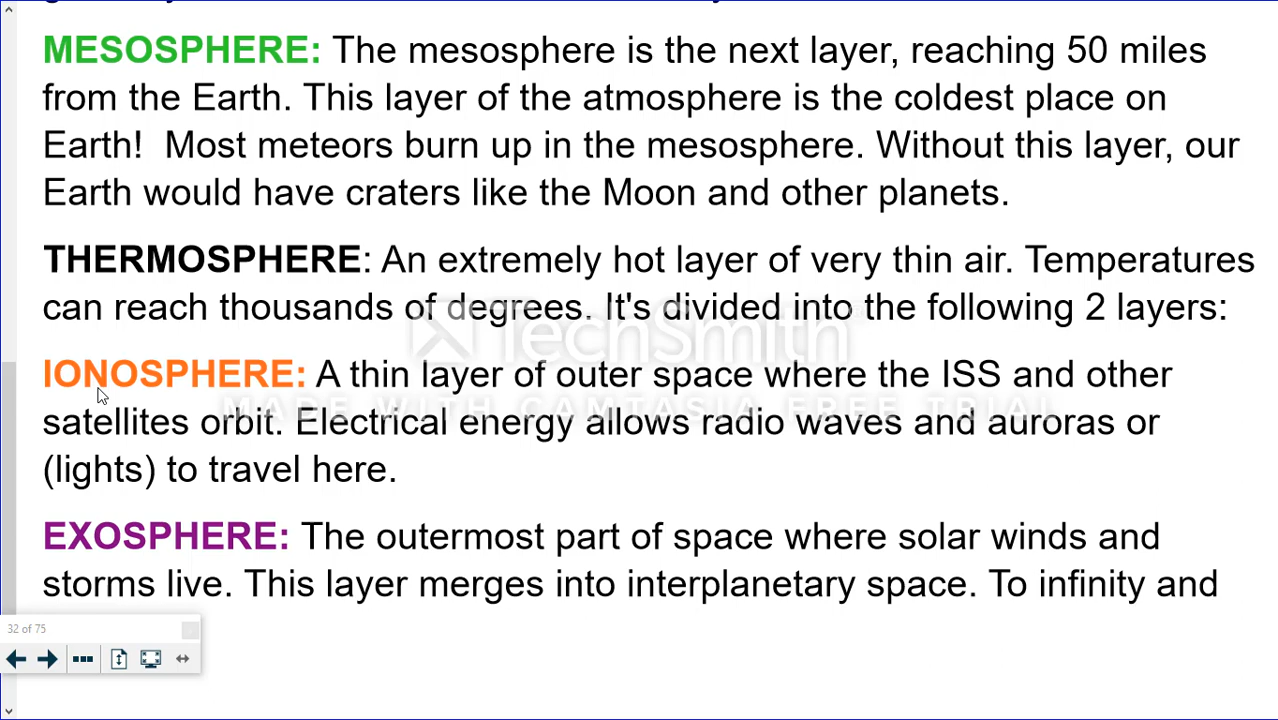 MESOSPHERE: The mesosphere is the next layer, reaching 50 miles
from the Earth. This layer of the atmosphere is the coldest place on
Earth!  Most meteors burn up in the mesosphere. Without this layer, our
Earth would have craters like the Moon and other planets.
THERMOSPHERE: An extremely hot layer of very thin air. Temperatures
can reach thousands of degrees. It's divided into the following 2 layers:
TechSmith
IONOSPHERE: A thin layer of outer space where the ISS and other
MADE WITH CAMTASIA FREE TRIAL
satellites orbit. Electrical energy allows radio waves and auroras or
(lights) to travel here.
EXOSPHERE: The outermost part of space where solar winds and
storms live. This layer merges into interplanetary space. To infinity and
32 of 75